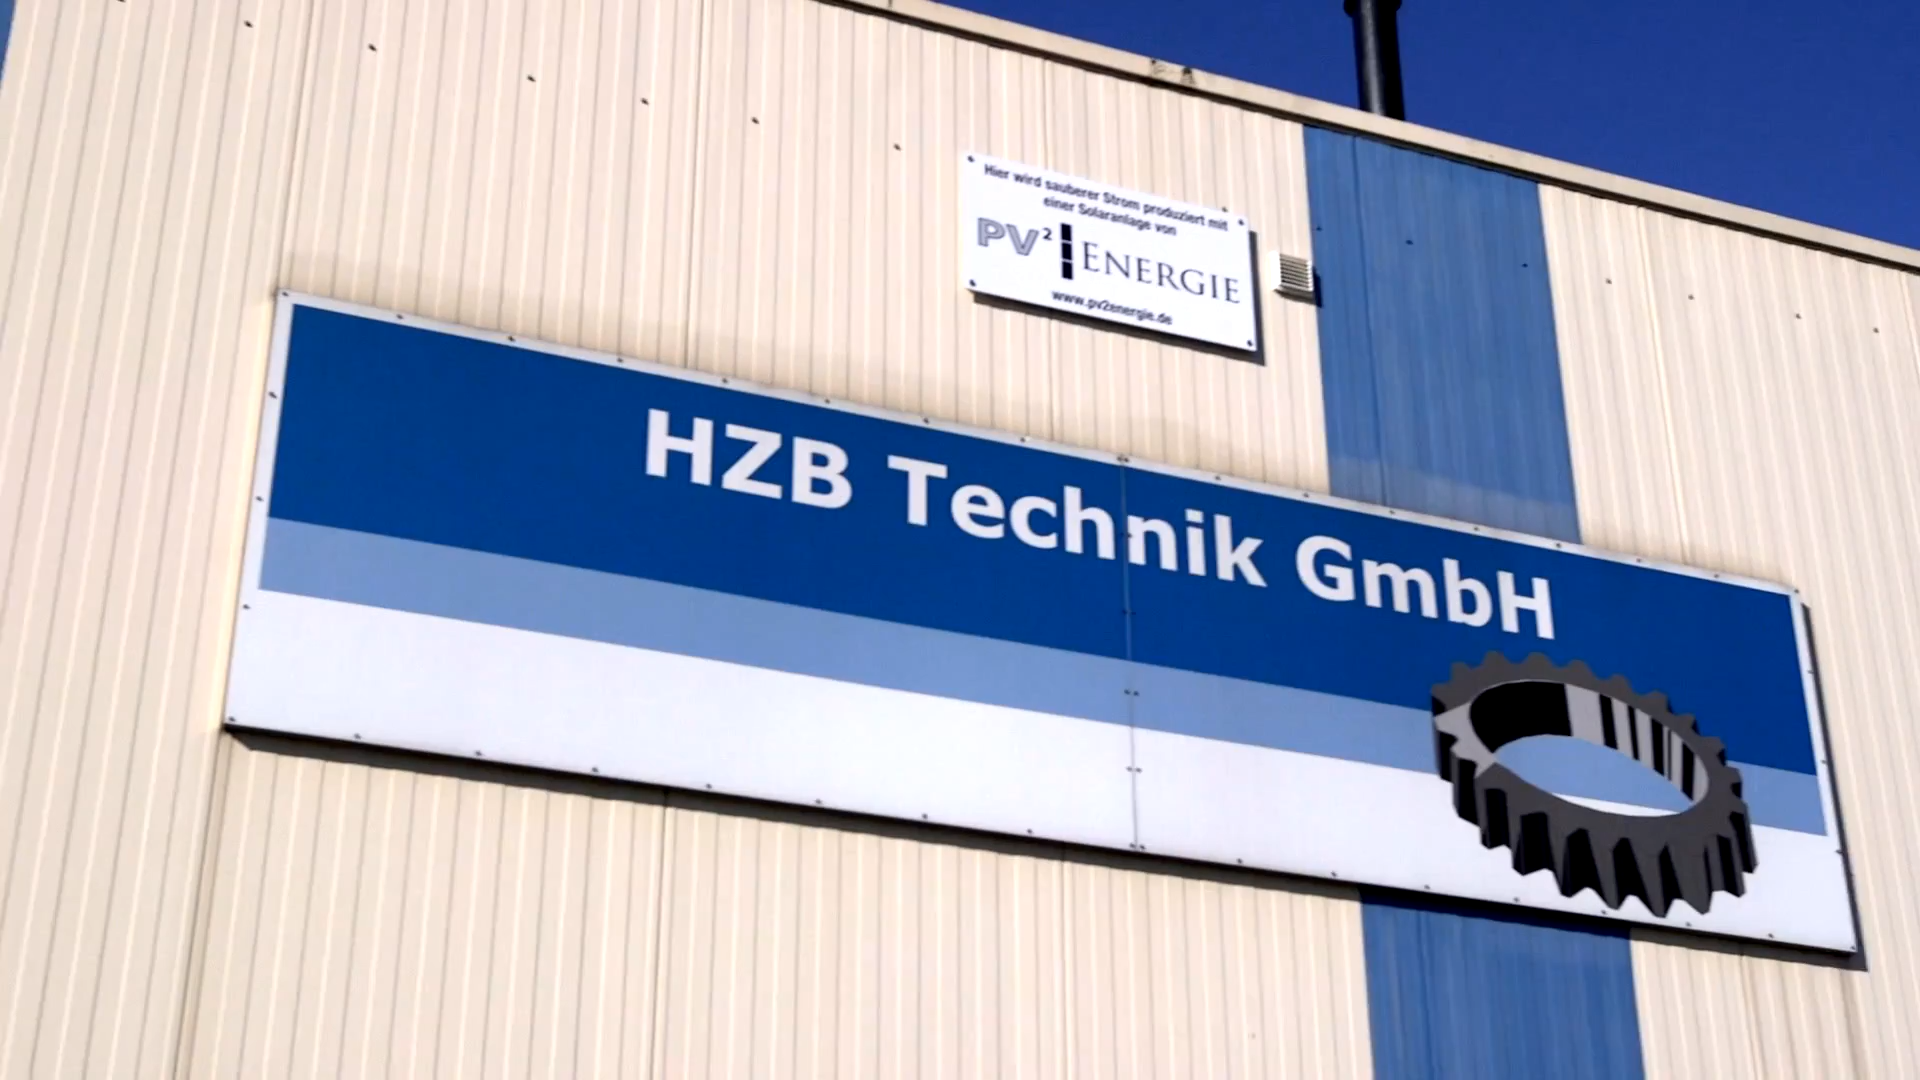 Hier wird sauberer Strom produziert mit
einer Solaranlage von
PV² ENERGIE
www.pv2energie.de
HZB Technik GmbH